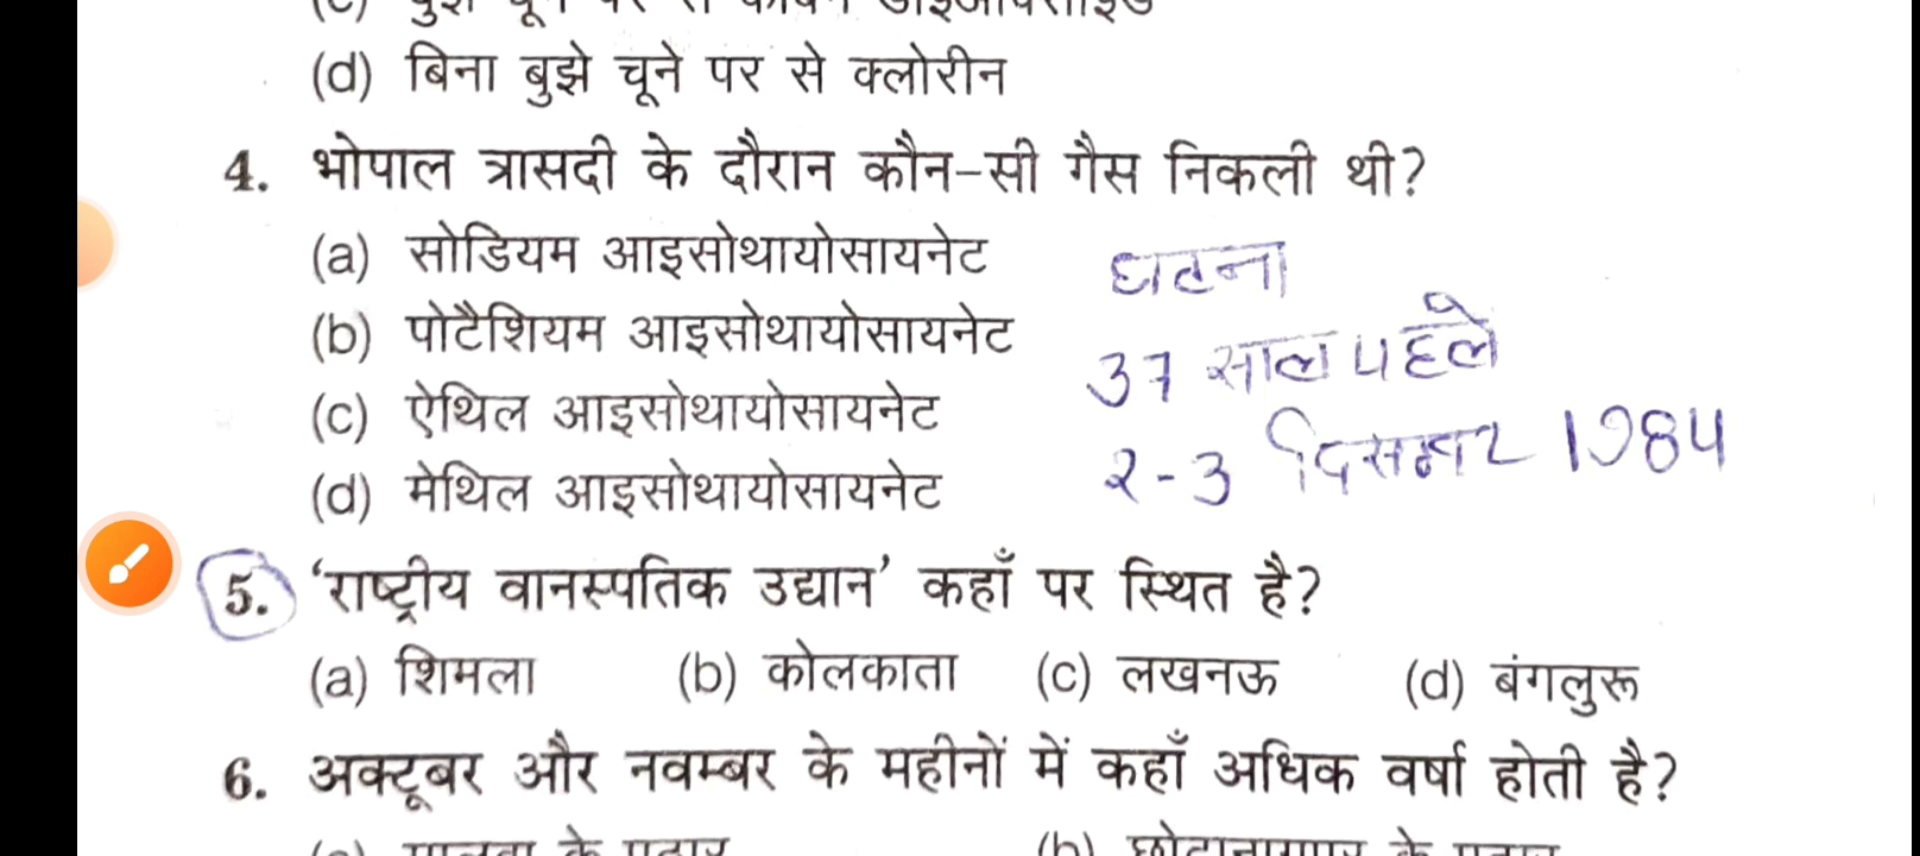 (d) बिना बुझे चूने पर से क्लोरीन
4. भोपाल त्रासदी के दौरान कौन-सी गैस निकली थी?
(a) सोडियम आइसोथायोसायनेट
घटना
(b) पोटैशियम आइसोथायोसायनेट
37 साल पहले
(c) ऐथिल आइसोथायोसायनेट
2-3 दिसम्बर 1984
(d) मेथिल आइसोथायोसायनेट
5. 'राष्ट्रीय वानस्पतिक उद्यान' कहाँ पर स्थित है?
(a) शिमला (b) कोलकाता (c) लखनऊ (d) बंगलुरू
6. अक्टूबर और नवम्बर के महीनों में कहाँ अधिक वर्षा होती है?